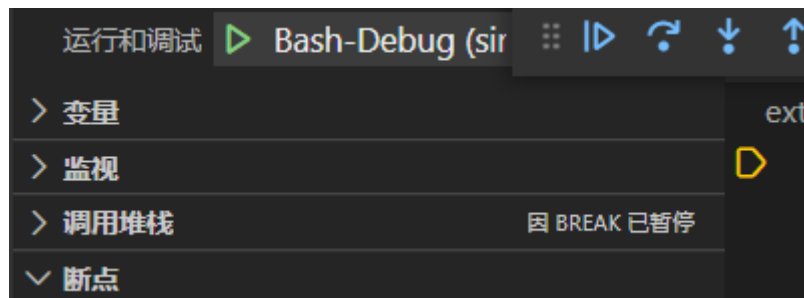 运行和调试 Bash-Debug (sir
变量
ext
监视
调用堆栈 因 BREAK 已暂停
断点